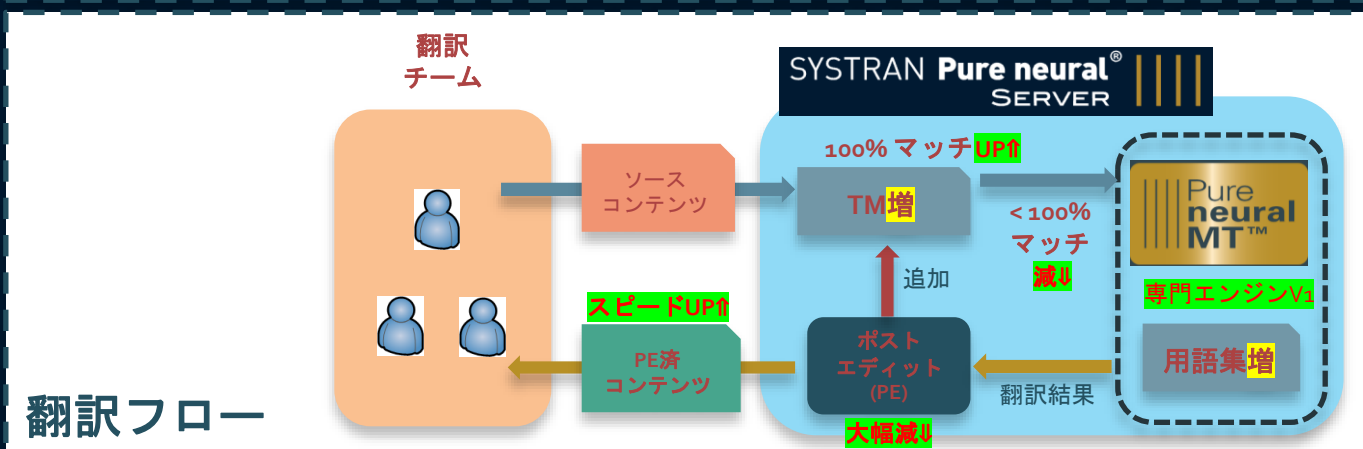 翻訳
チーム
SYSTRAN Pure neural®
SERVER
100% マッチUP⇑
ソース
コンテンツ
TM増
< 100%
マッチ
減⇓
Pure
neural
MT™
追加
専門エンジンV1
スピードUP⇑
PE済
コンテンツ
ポスト
エディット
(PE)
用語集増
翻訳結果
大幅減⇓
翻訳フロー